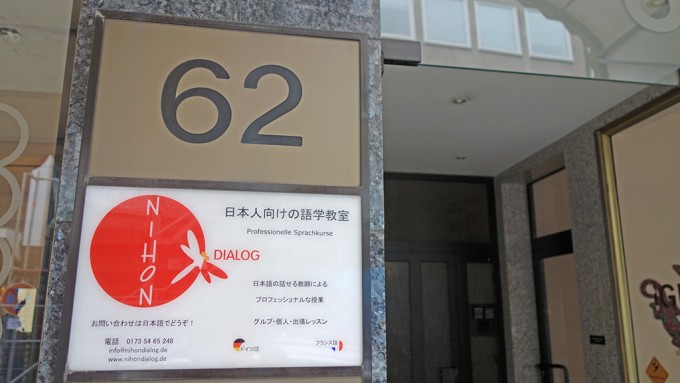 62
NIHON
DIALOG
日本人向けの語学教室
Professionelle Sprachkurse
日本語の話せる教師による
プロフェッショナルな授業
グルプ・個人・出張レッスン
お問い合わせは日本語でどうぞ！
電話 0173 54 65 248
info@nihondialog.de
www.nihondialog.de
ドイツ語
フランス語